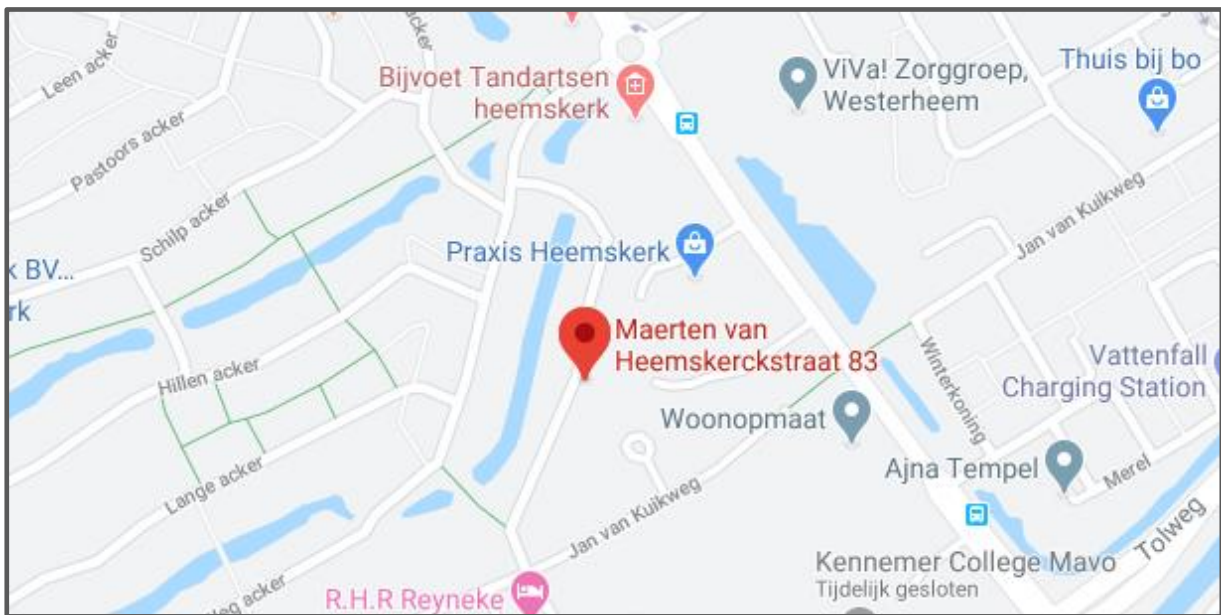 Leen acker
acker
Bijvoet Tandartsen
heemskerk
ViVa! Zorggroep,
Westerheem
Thuis bij bo
Pastoors acker
Schilp acker
Jan van Kuikweg
Praxis Heemskerk
k BV...
rk
Maerten van
Heemskerckstraat 83
Hillen acker
Winterkoning
Vattenfall
Charging Station
Woonopmaat
Ajna Tempel
Merel
Lange acker
Jan van Kuikweg
Tolweg
Kennemer College Mavo
Tijdelijk gesloten
R.H.R Reyneke
acker